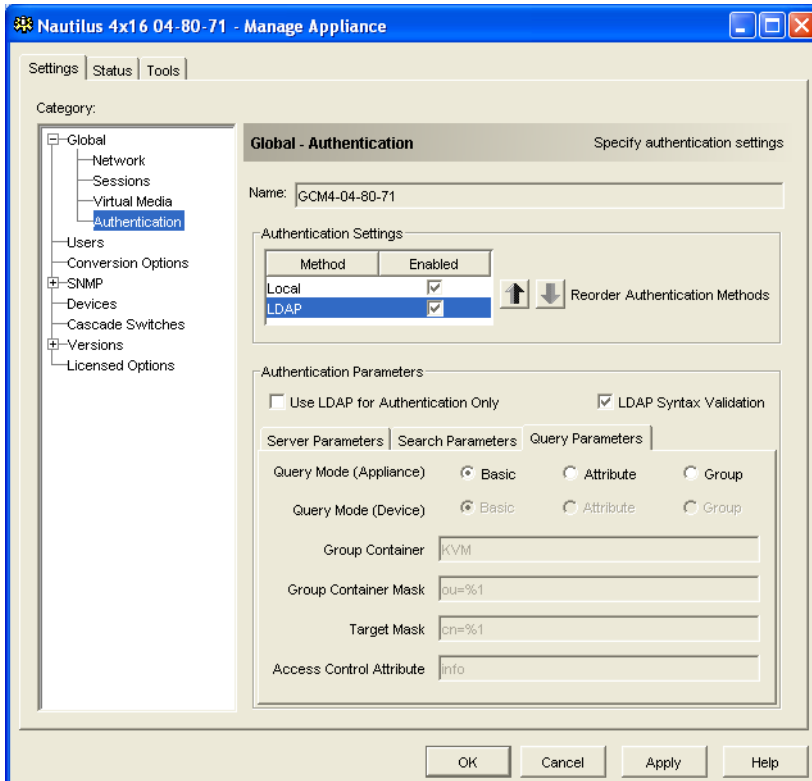 Nautilus 4x16 04-80-71 - Manage Appliance
Settings Status Tools
Category:
Global
Network
Sessions
Virtual Media
Authentication
Users
Conversion Options
SNMP
Devices
Cascade Switches
Versions
Licensed Options
Global - Authentication Specify authentication settings
Name: GCM4-04-80-71
Authentication Settings
Method Enabled
Local
LDAP
Reorder Authentication Methods
Authentication Parameters
Use LDAP for Authentication Only LDAP Syntax Validation
Server Parameters Search Parameters Query Parameters
Query Mode (Appliance) Basic Attribute Group
Query Mode (Device) Basic Attribute Group
Group Container KVM
Group Container Mask ou=%1
Target Mask cn=%1
Access Control Attribute info
OK Cancel Apply Help